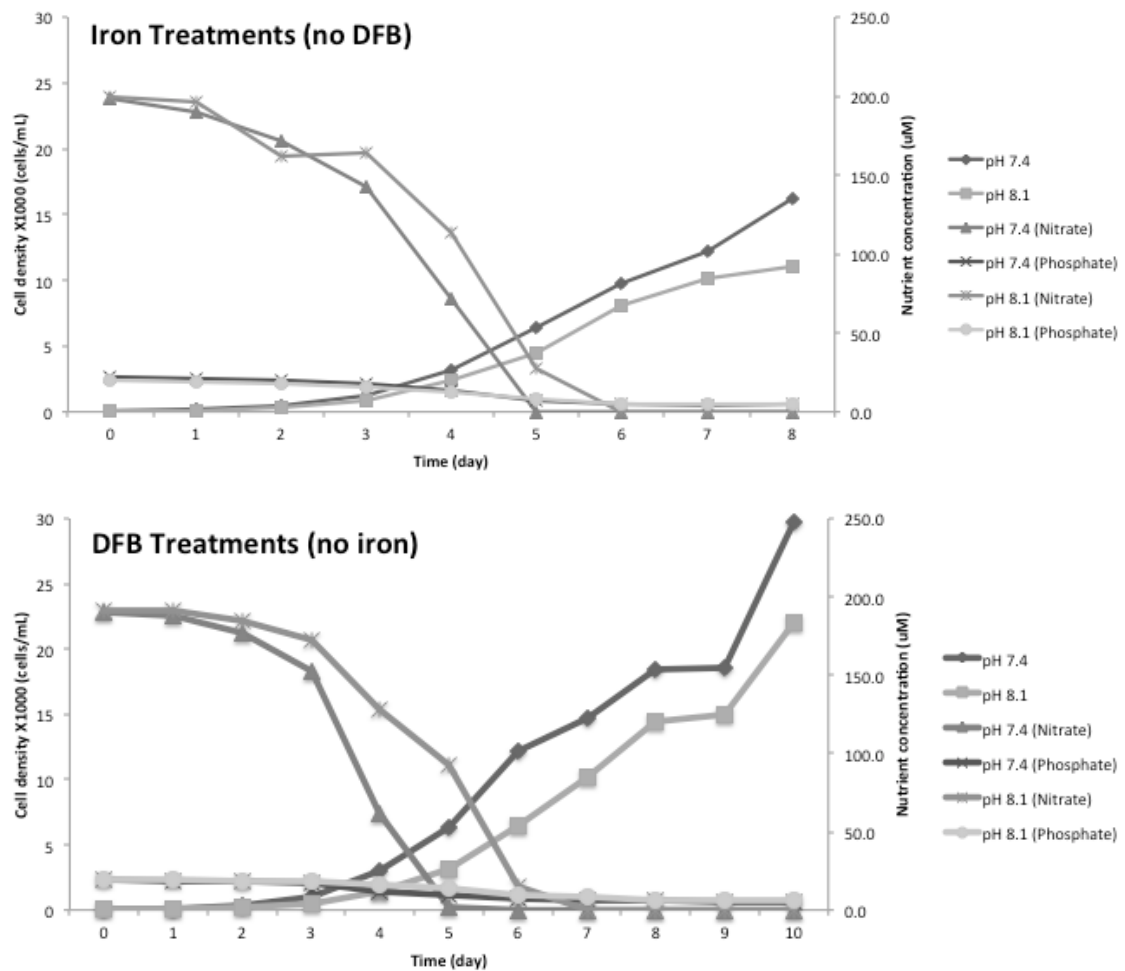 Iron Treatments (no DFB)
30
25
20
15
10
5
0
250.0
200.0
150.0
100.0
50.0
0.0
Cell density X1000 (cells/mL)
Nutrient concentration (uM)
0 1 2 3 4 5 6 7 8
Time (day)
pH 7.4
pH 8.1
pH 7.4 (Nitrate)
pH 7.4 (Phosphate)
pH 8.1 (Nitrate)
pH 8.1 (Phosphate)
DFB Treatments (no iron)
30
25
20
15
10
5
0
250.0
200.0
150.0
100.0
50.0
0.0
Cell density X1000 (cells/mL)
Nutrient concentration (uM)
0 1 2 3 4 5 6 7 8 9 10
Time (day)
pH 7.4
pH 8.1
pH 7.4 (Nitrate)
pH 7.4 (Phosphate)
pH 8.1 (Nitrate)
pH 8.1 (Phosphate)